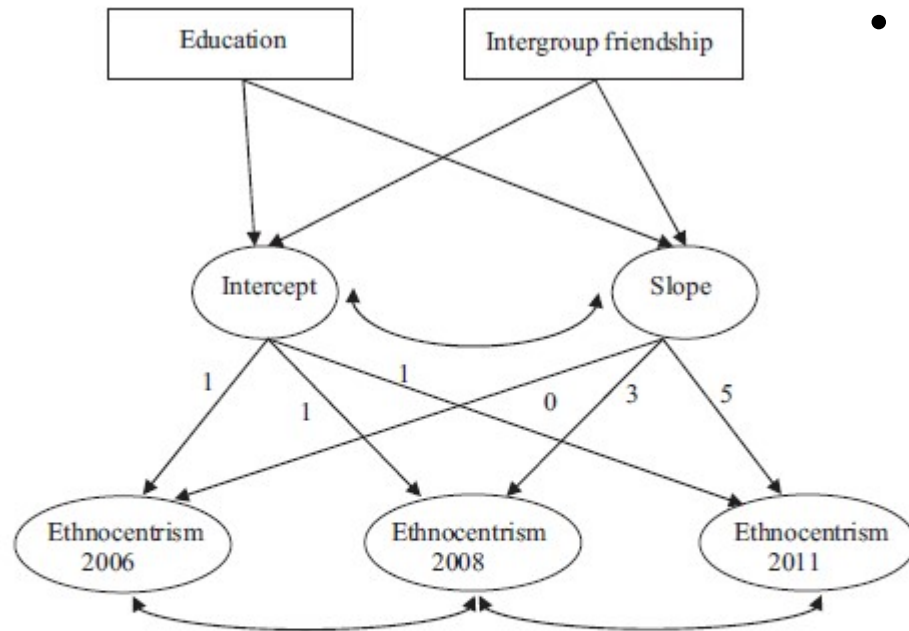 Education
Intergroup friendship
Intercept
Slope
1
1
1
0
3
5
Ethnocentrism
2006
Ethnocentrism
2008
Ethnocentrism
2011